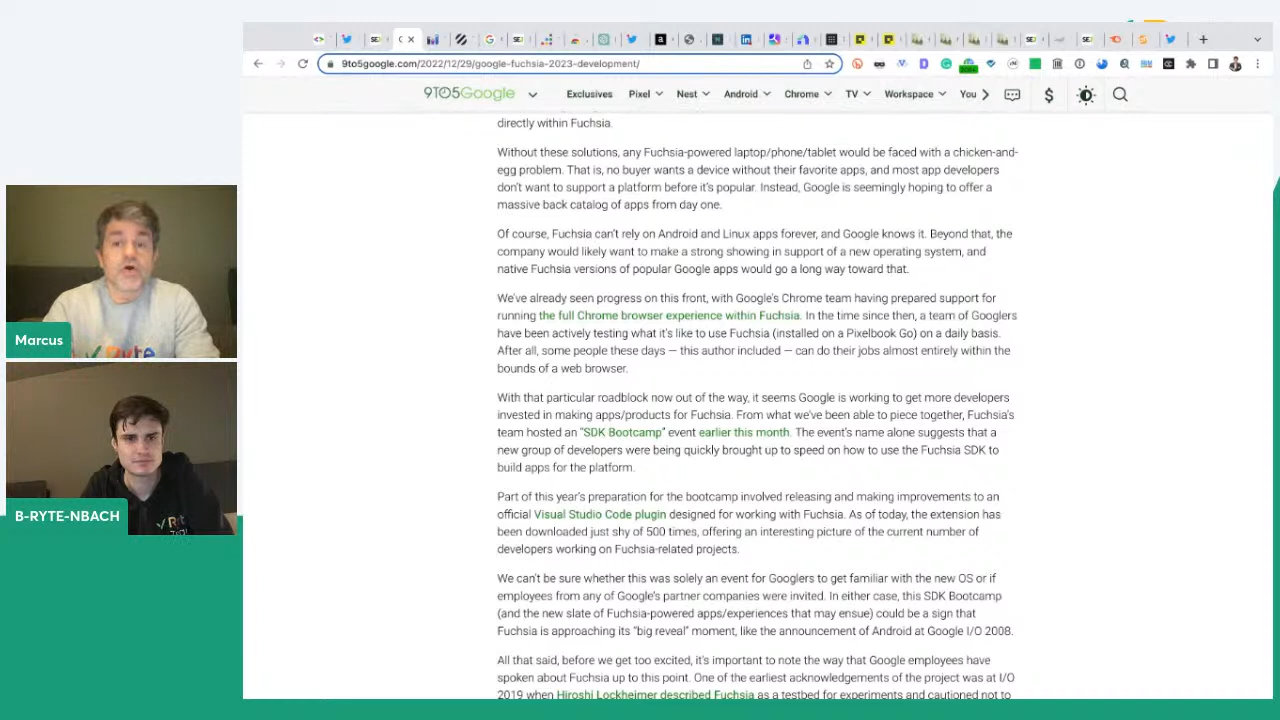 9to5google.com/2022/12/29/google-fuchsia-2023-development/
9TO5Google
Exclusives Pixel Nest Android Chrome TV Workspace You
directly within Fuchsia.
Without these solutions, any Fuchsia-powered laptop/phone/tablet would be faced with a chicken-and-
egg problem. That is, no buyer wants a device without their favorite apps, and most app developers
don't want to support a platform before it's popular. Instead, Google is seemingly hoping to offer a
massive back catalog of apps from day one.
Of course, Fuchsia can't rely on Android and Linux apps forever, and Google knows it. Beyond that, the
company would likely want to make a strong showing in support of a new operating system, and
native Fuchsia versions of popular Google apps would go a long way toward that.
We've already seen progress on this front, with Google's Chrome team having prepared support for
running the full Chrome browser experience within Fuchsia. In the time since then, a team of Googlers
have been actively testing what it's like to use Fuchsia (installed on a Pixelbook Go) on a daily basis.
After all, some people these days — this author included — can do their jobs almost entirely within the
bounds of a web browser.
With that particular roadblock now out of the way, it seems Google is working to get more developers
invested in making apps/products for Fuchsia. From what we've been able to piece together, Fuchsia's
team hosted an "SDK Bootcamp" event earlier this month. The event's name alone suggests that a
new group of developers were being quickly brought up to speed on how to use the Fuchsia SDK to
build apps for the platform.
Part of this year's preparation for the bootcamp involved releasing and making improvements to an
official Visual Studio Code plugin designed for working with Fuchsia. As of today, the extension has
been downloaded just shy of 500 times, offering an interesting picture of the current number of
developers working on Fuchsia-related projects.
We can't be sure whether this was solely an event for Googlers to get familiar with the new OS or if
employees from any of Google's partner companies were invited. In either case, this SDK Bootcamp
(and the new slate of Fuchsia-powered apps/experiences that may ensue) could be a sign that
Fuchsia is approaching its "big reveal" moment, like the announcement of Android at Google I/O 2008.
All that said, before we get too excited, it's important to note the way that Google employees have
spoken about Fuchsia up to this point. One of the earliest acknowledgements of the project was at I/O
2019 when Hiroshi Lockheimer described Fuchsia as a testbed for experiments and cautioned not to
Marcus
B-RYTE-NBACH